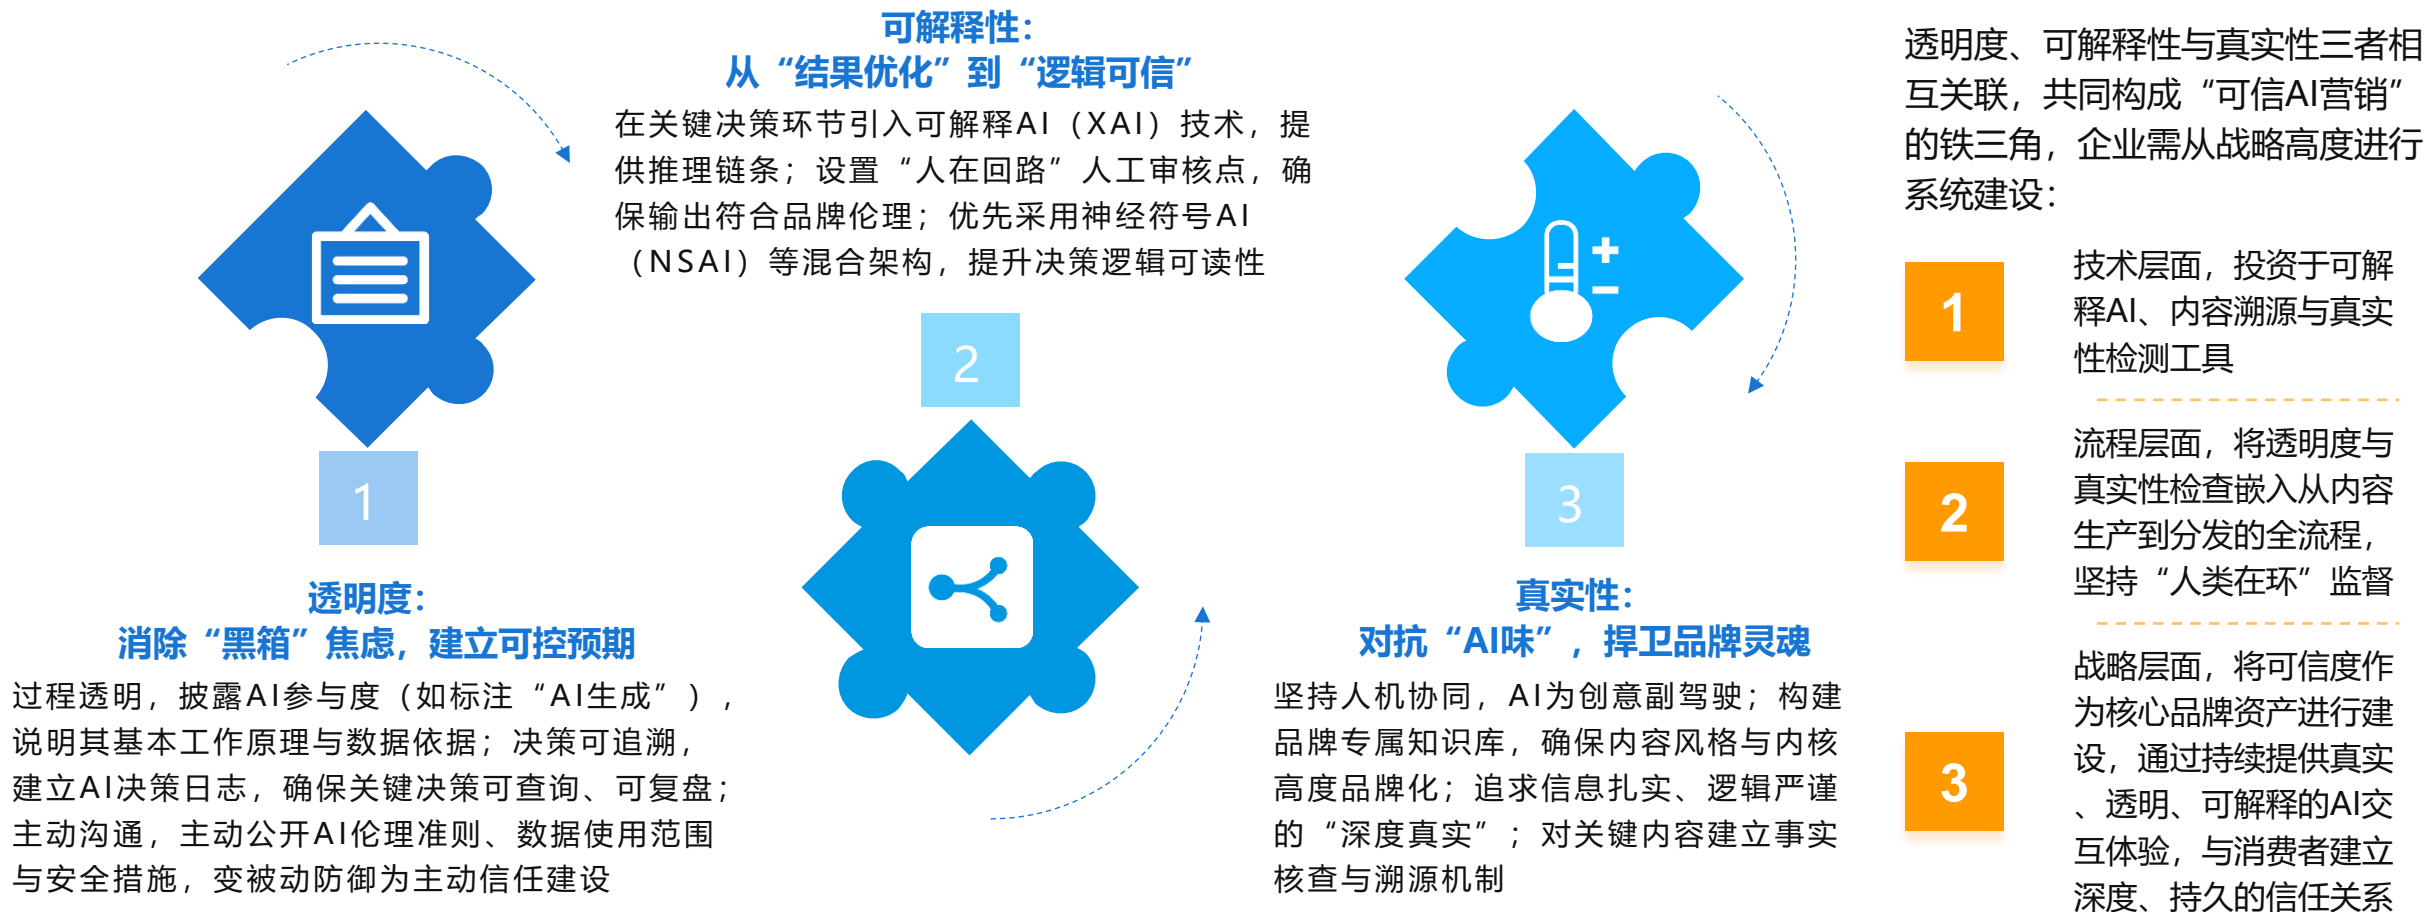 可解释性：
从“结果优化”到“逻辑可信”
在关键决策环节引入可解释AI（XAI）技术，提
供推理链条；设置“人在回路”人工审核点，确
保输出符合品牌伦理；优先采用神经符号AI
（NSAI）等混合架构，提升决策逻辑可读性
2
1
透明度：
消除“黑箱”焦虑，建立可控预期
过程透明，披露AI参与度（如标注“AI生成”），
说明其基本工作原理与数据依据；决策可追溯，
建立AI决策日志，确保关键决策可查询、可复盘；
主动沟通，主动公开AI伦理准则、数据使用范围
与安全措施，变被动防御为主动信任建设
3
真实性：
对抗“AI味”，捍卫品牌灵魂
坚持人机协同，AI为创意副驾驶；构建
品牌专属知识库，确保内容风格与内核
高度品牌化；追求信息扎实、逻辑严谨
的“深度真实”；对关键内容建立事实
核查与溯源机制
透明度、可解释性与真实性三者相
互关联，共同构成“可信AI营销”
的铁三角，企业需从战略高度进行
系统建设：
1
技术层面，投资于可解
释AI、内容溯源与真实
性检测工具
2
流程层面，将透明度与
真实性检查嵌入从内容
生产到分发的全流程，
坚持“人类在环”监督
3
战略层面，将可信度作
为核心品牌资产进行建
设，通过持续提供真实
、透明、可解释的AI交
互体验，与消费者建立
深度、持久的信任关系